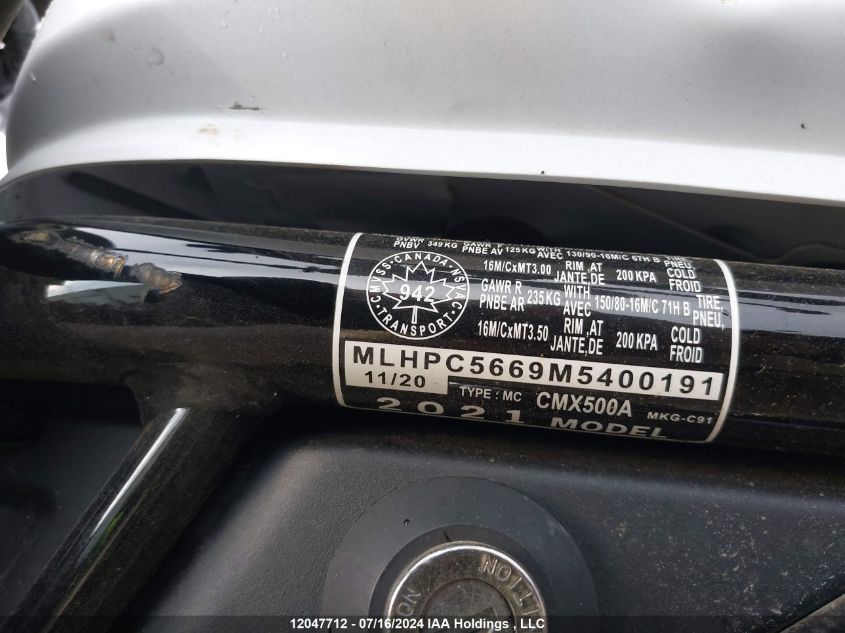 GVWR
PNBV 349 KG GAWR F
PNBE AV 125 KG WITH
AVEC 130/90-16M/C 67H B TIRE,
PNEU,
16M/CxMT3.00 RIM, AT
JANTE,DE 200 KPA COLD
FROID
GAWR R
PNBE AR 235 KG WITH
AVEC 150/80-16M/C 71H B TIRE,
PNEU,
16M/CxMT3.50 RIM, AT
JANTE,DE 200 KPA COLD
FROID
CMVSS-CANADA-NSVAC
942
TRANSPORT
MLHPC5669M5400191
11/20 TYPE : MC CMX500A MKG-C91
2021 MODEL
ON
12047712 - 07/16/2024 IAA Holdings , LLC